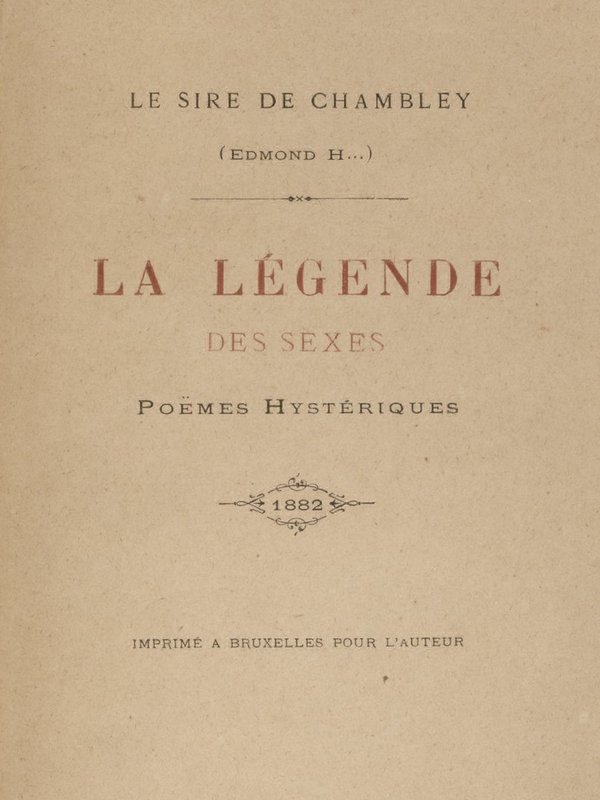 LE SIRE DE CHAMBLEY
(EDMOND H...)
LA LÉGENDE
DES SEXES
POËMES HYSTÉRIQUES
1882
IMPRIMÉ A BRUXELLES POUR L'AUTEUR